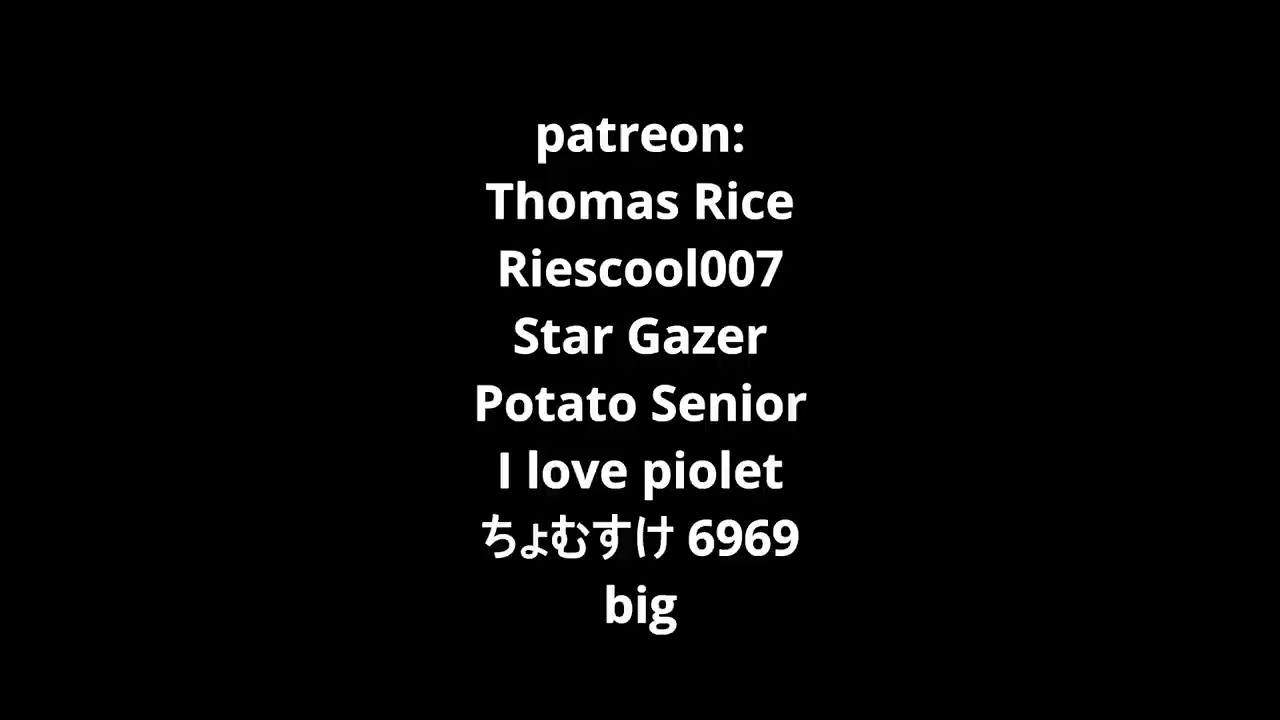 patreon:
Thomas Rice
Riescool007
Star Gazer
Potato Senior
I love piolet
ちょむすけ 6969
big